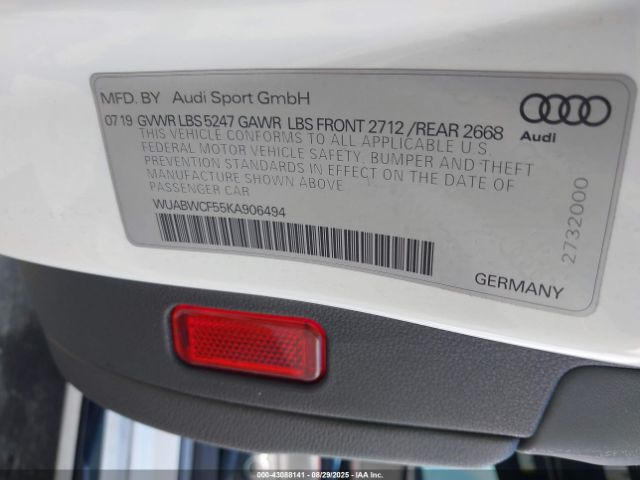 MFD. BY Audi Sport GmbH
07 19 GVWR LBS 5247 GAWR LBS FRONT 2712 /REAR 2668
THIS VEHICLE CONFORMS TO ALL APPLICABLE U.S.
FEDERAL MOTOR VEHICLE SAFETY, BUMPER AND THEFT
PREVENTION STANDARDS IN EFFECT ON THE DATE OF
MANUFACTURE SHOWN ABOVE
PASSENGER CAR
WUABWCF55KA906494
Audi
2732000
GERMANY
000-43088141 - 08/29/2025 - IAA Inc.